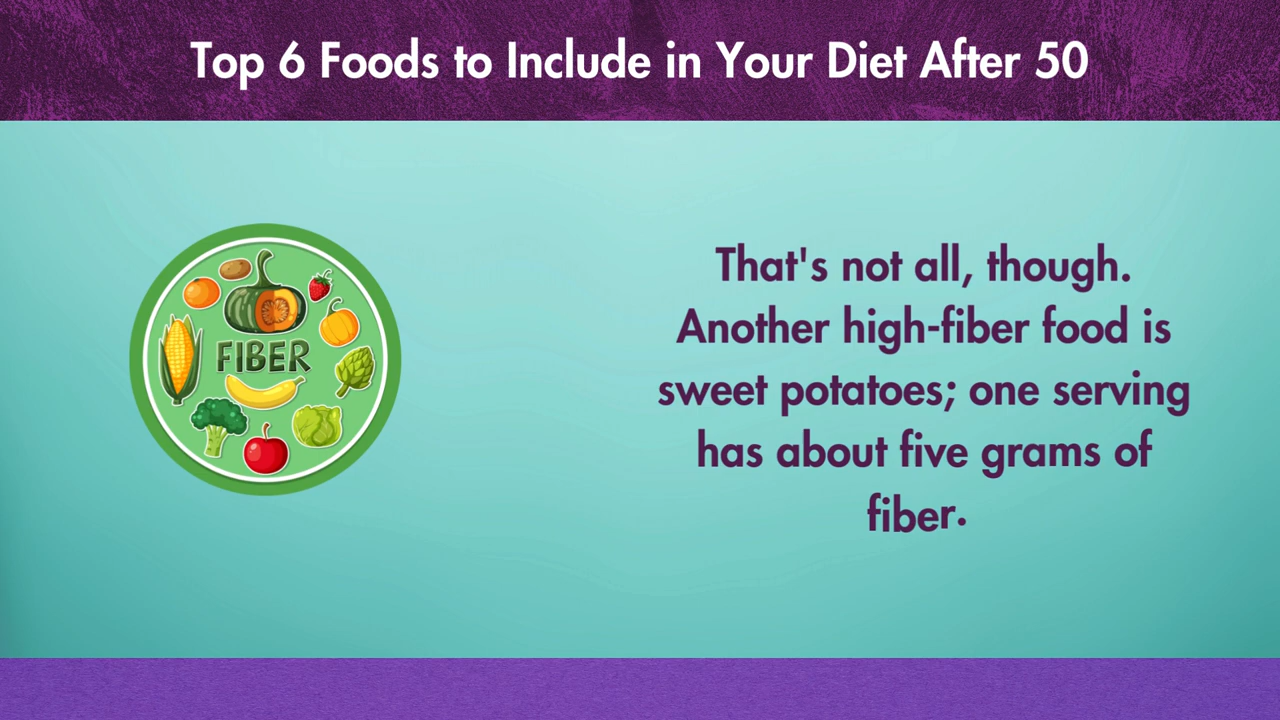 Top 6 Foods to Include in Your Diet After 50
FIBER
That's not all, though.
Another high-fiber food is
sweet potatoes; one serving
has about five grams of
fiber.